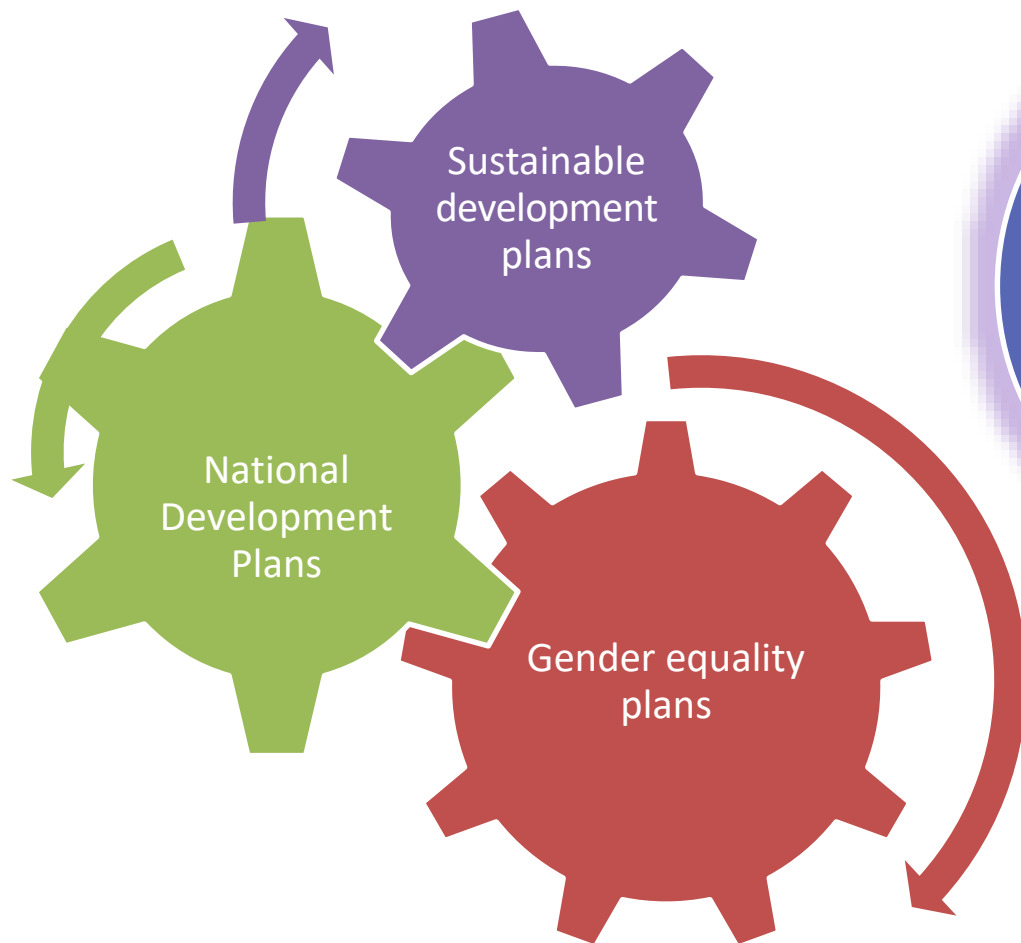 Sustainable
development
plans
National
Development
Plans
Gender equality
plans